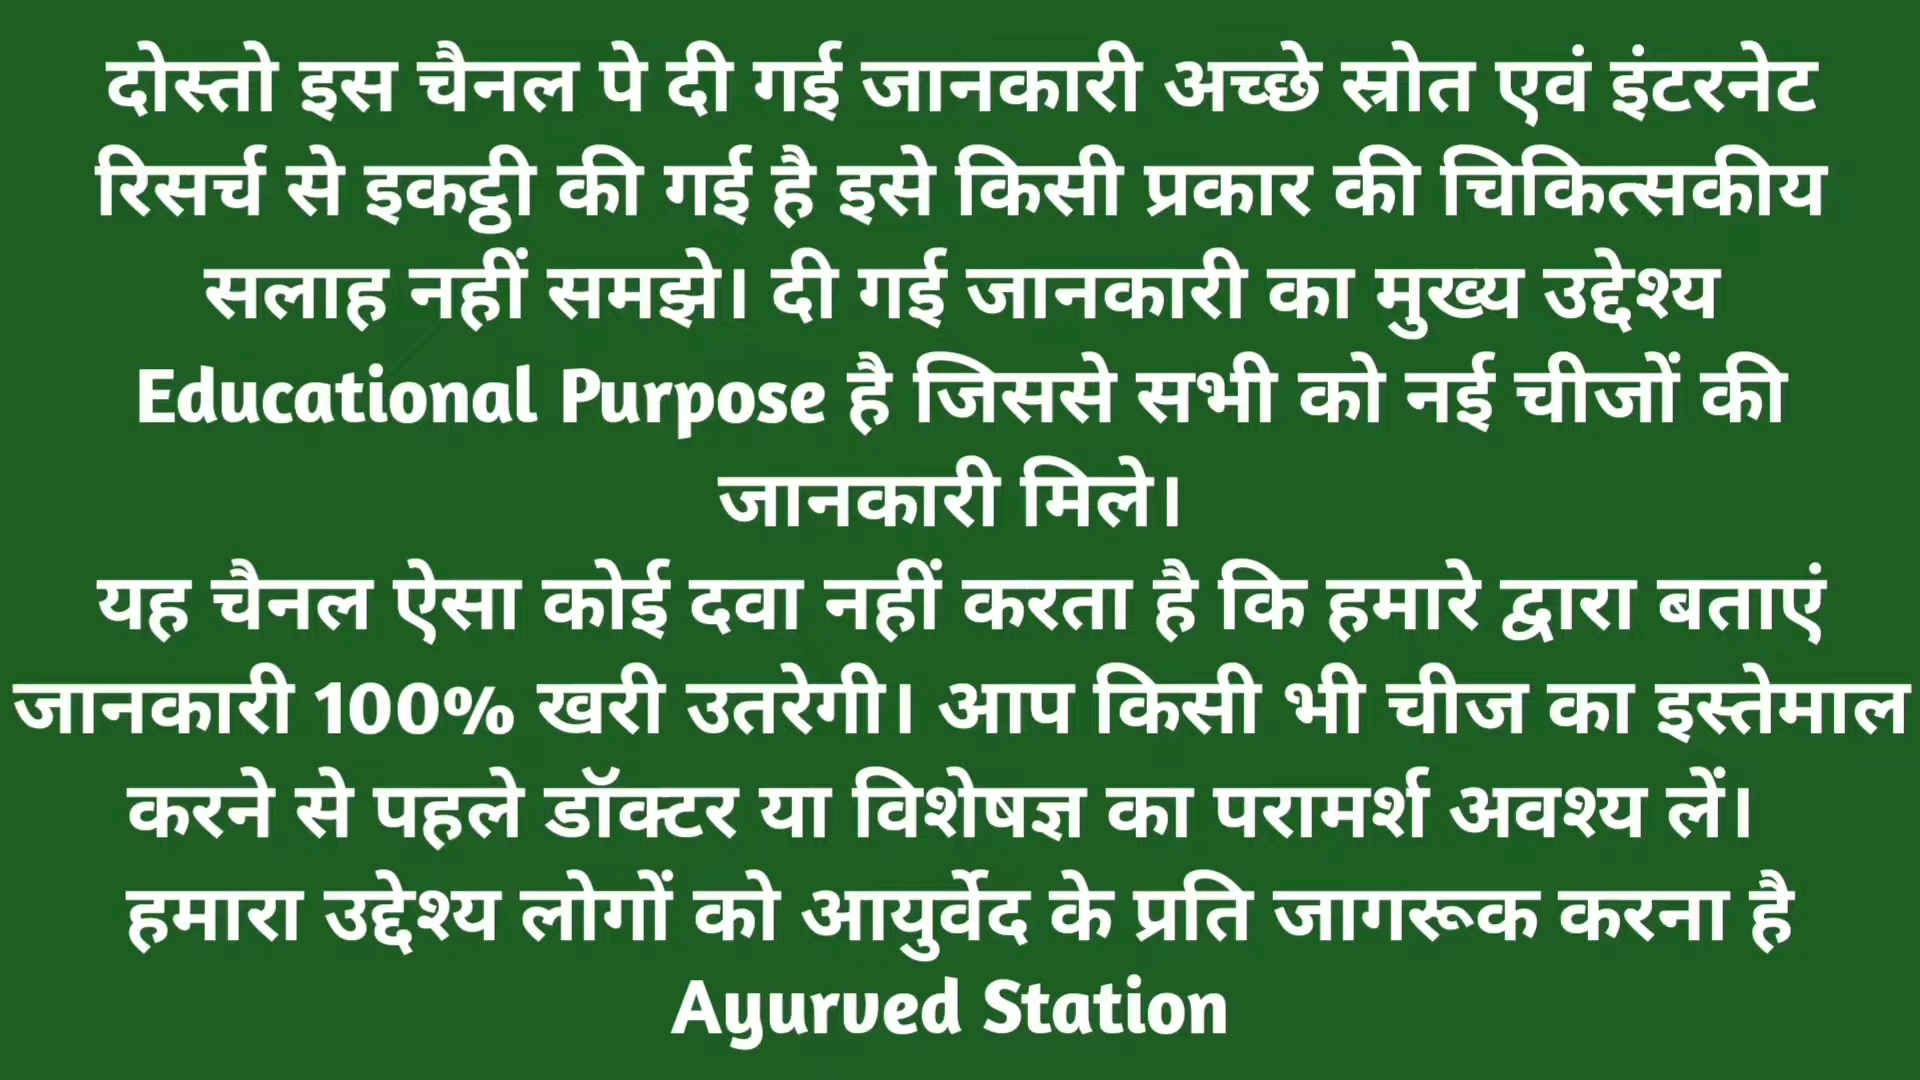 दोस्तो इस चैनल पे दी गई जानकारी अच्छे स्रोत एवं इंटरनेट
रिसर्च से इकट्ठी की गई है इसे किसी प्रकार की चिकित्सकीय
सलाह नहीं समझे। दी गई जानकारी का मुख्य उद्देश्य
Educational Purpose है जिससे सभी को नई चीजों की
जानकारी मिले।
यह चैनल ऐसा कोई दवा नहीं करता है कि हमारे द्वारा बताएं
जानकारी 100% खरी उतरेगी। आप किसी भी चीज का इस्तेमाल
करने से पहले डॉक्टर या विशेषज्ञ का परामर्श अवश्य लें।
हमारा उद्देश्य लोगों को आयुर्वेद के प्रति जागरूक करना है
Ayurved Station